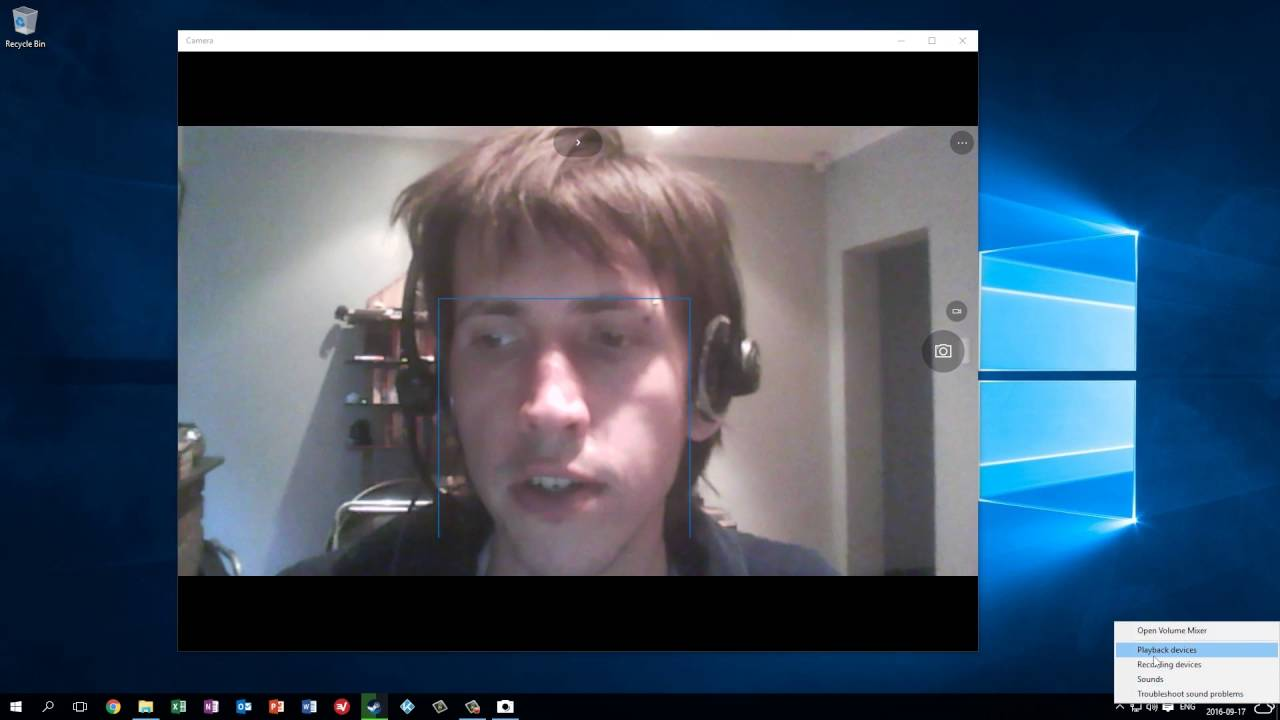 Recycle Bin
Camera
Open Volume Mixer
Playback devices
Recording devices
Sounds
Troubleshoot sound problems
ENG
2016-09-17